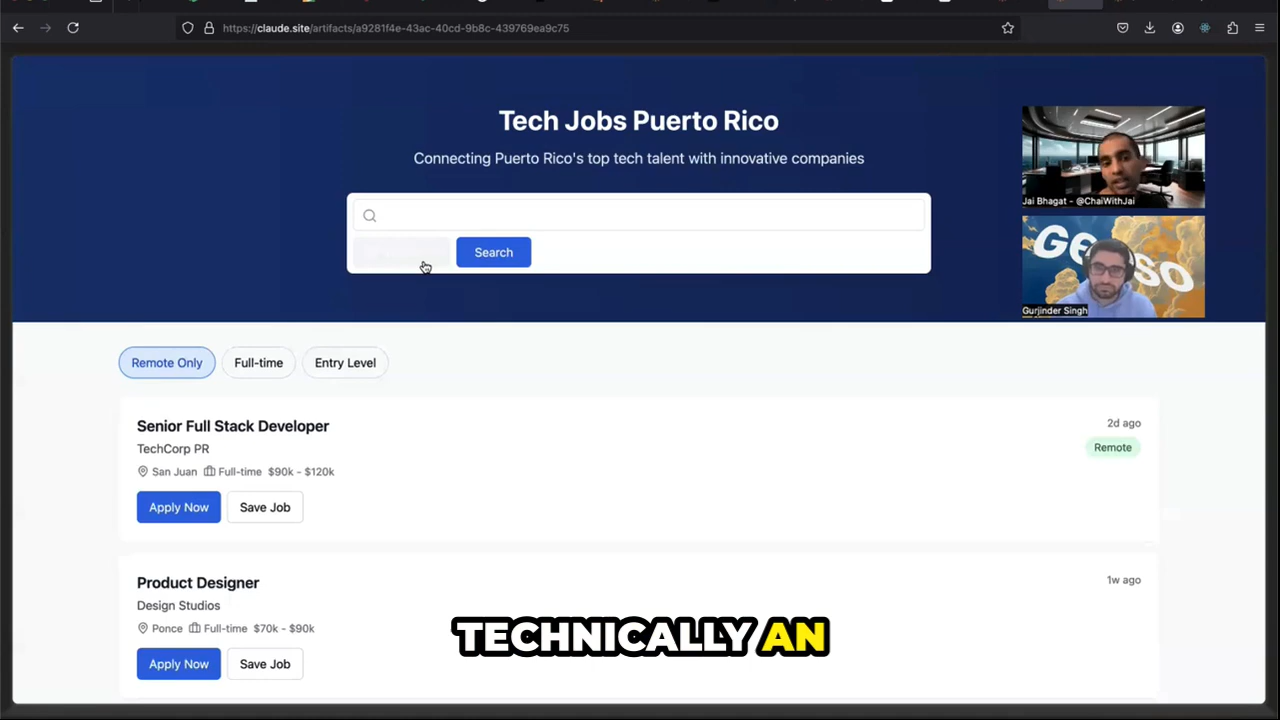 https://claude.site/artifacts/a9281f4e-43ac-40cd-9b8c-439769ea9c75
Tech Jobs Puerto Rico
Connecting Puerto Rico's top tech talent with innovative companies
Search
Jai Bhagat - @ChaiWithJai
Gurjinder Singh
Remote Only Full-time Entry Level
Senior Full Stack Developer
2d ago
TechCorp PR
Remote
San Juan Full-time $90k - $120k
Apply Now Save Job
Product Designer
1w ago
Design Studios
Ponce Full-time $70k - $90k
Apply Now Save Job
TECHNICALLY AN